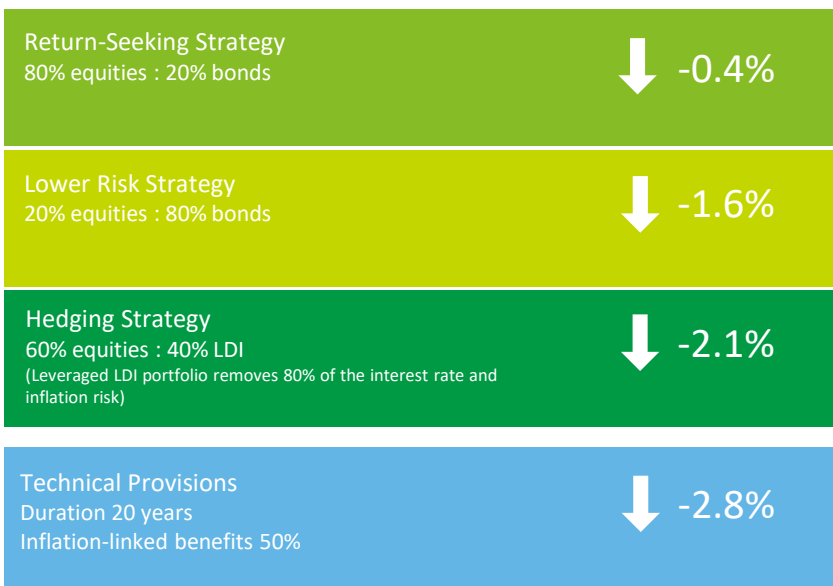 Return-Seeking Strategy
80% equities : 20% bonds
-0.4%
Lower Risk Strategy
20% equities : 80% bonds
-1.6%
Hedging Strategy
60% equities : 40% LDI
(Leveraged LDI portfolio removes 80% of the interest rate and
inflation risk)
-2.1%
Technical Provisions
Duration 20 years
Inflation-linked benefits 50%
-2.8%